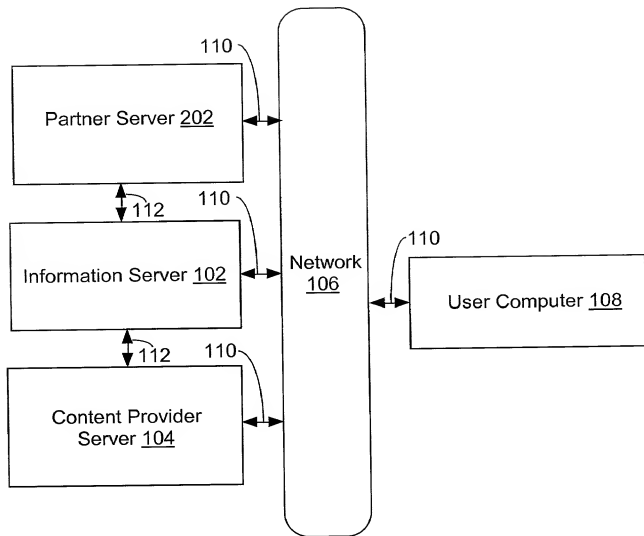 110
Partner Server 202
112
110
Information Server 102
Network
106
110
User Computer 108
112
110
Content Provider
Server 104